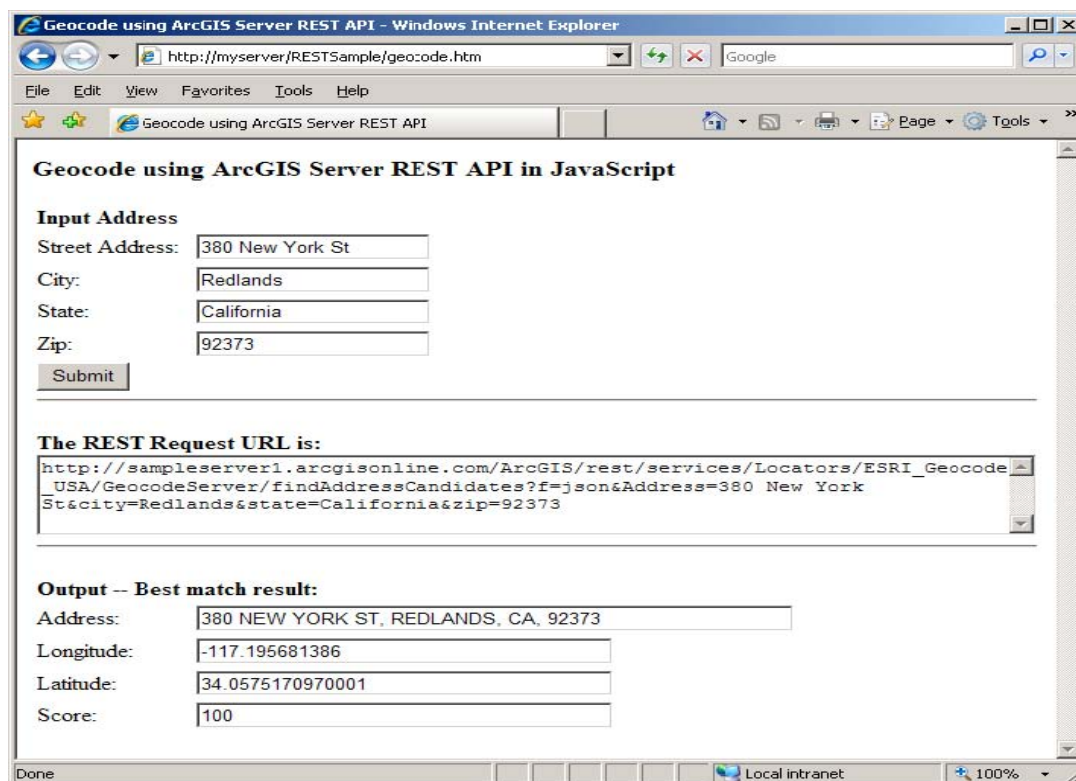 Geocode using ArcGIS Server REST API - Windows Internet Explorer
http://myserver/RESTSample/geocode.htm
Google
File Edit View Favorites Tools Help
Geocode using ArcGIS Server REST API
Page Tools »
Geocode using ArcGIS Server REST API in JavaScript
Input Address
Street Address: 380 New York St
City: Redlands
State: California
Zip: 92373
Submit
The REST Request URL is:
http://sampleserver1.arcgisonline.com/ArcGIS/rest/services/Locators/ESRI_Geocode
_USA/GeocodeServer/findAddressCandidates?f=json&Address=380 New York
St&city=Redlands&state=California&zip=92373
Output -- Best match result:
Address: 380 NEW YORK ST, REDLANDS, CA, 92373
Longitude: -117.195681386
Latitude: 34.0575170970001
Score: 100
Done Local intranet 100%